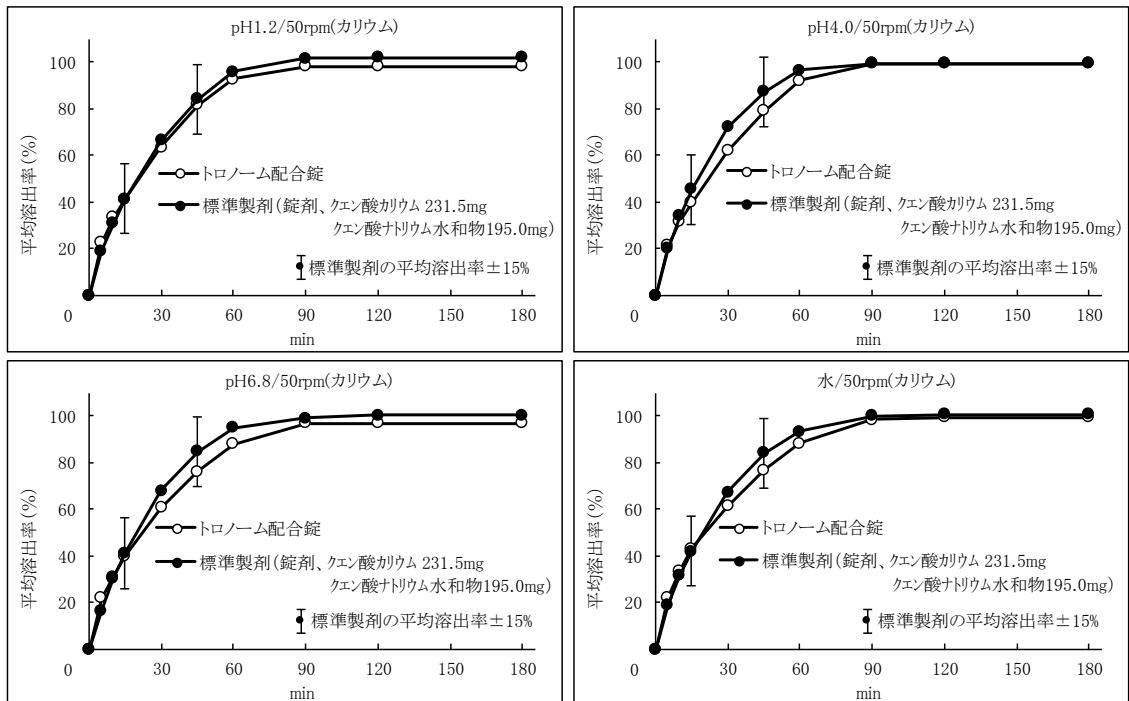 pH1.2/50rpm(カリウム)
平均溶出率(%)
100
80
60
40
20
0
30
60
90
120
150
180
min
トロノーム配合錠
標準製剤(錠剤、クエン酸カリウム 231.5mg
クエン酸ナトリウム水和物195.0mg)
標準製剤の平均溶出率±15%
pH4.0/50rpm(カリウム)
平均溶出率(%)
100
80
60
40
20
0
30
60
90
120
150
180
min
トロノーム配合錠
標準製剤(錠剤、クエン酸カリウム 231.5mg
クエン酸ナトリウム水和物195.0mg)
標準製剤の平均溶出率±15%
pH6.8/50rpm(カリウム)
平均溶出率(%)
100
80
60
40
20
0
30
60
90
120
150
180
min
トロノーム配合錠
標準製剤(錠剤、クエン酸カリウム 231.5mg
クエン酸ナトリウム水和物195.0mg)
標準製剤の平均溶出率±15%
水/50rpm(カリウム)
平均溶出率(%)
100
80
60
40
20
0
30
60
90
120
150
180
min
トロノーム配合錠
標準製剤(錠剤、クエン酸カリウム 231.5mg
クエン酸ナトリウム水和物195.0mg)
標準製剤の平均溶出率±15%